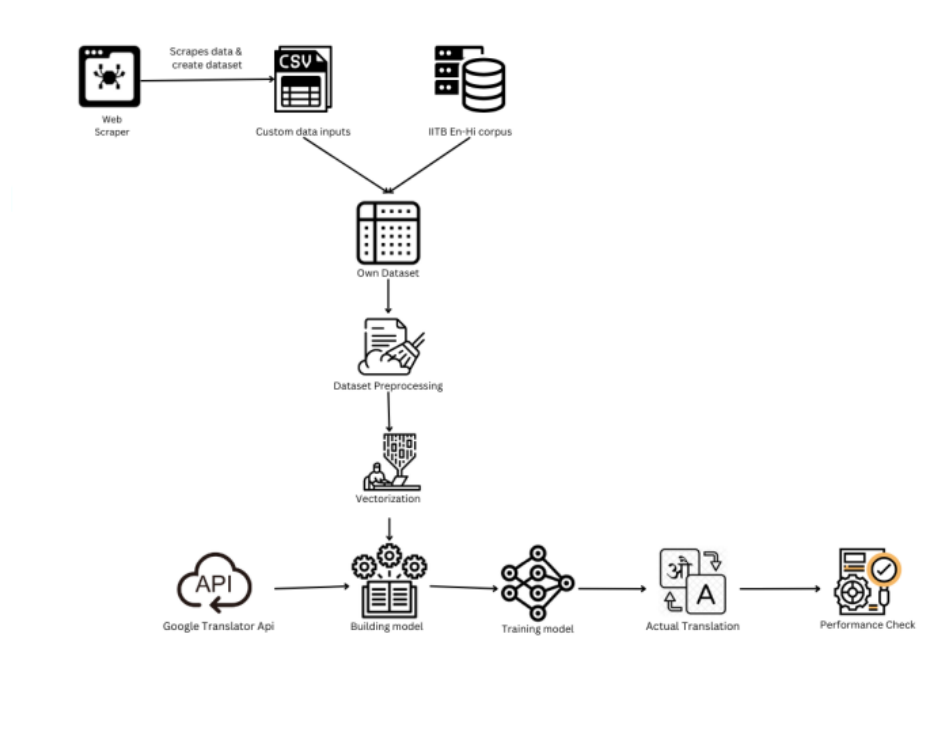 Scrapes data &
create dataset
CSV
Web
Scraper
Custom data inputs
IITB En-Hi corpus
Own Dataset
Dataset Preprocessing
Vectorization
API
ओ
A
Google Translator Api
Building model
Training model
Actual Translation
Performance Check